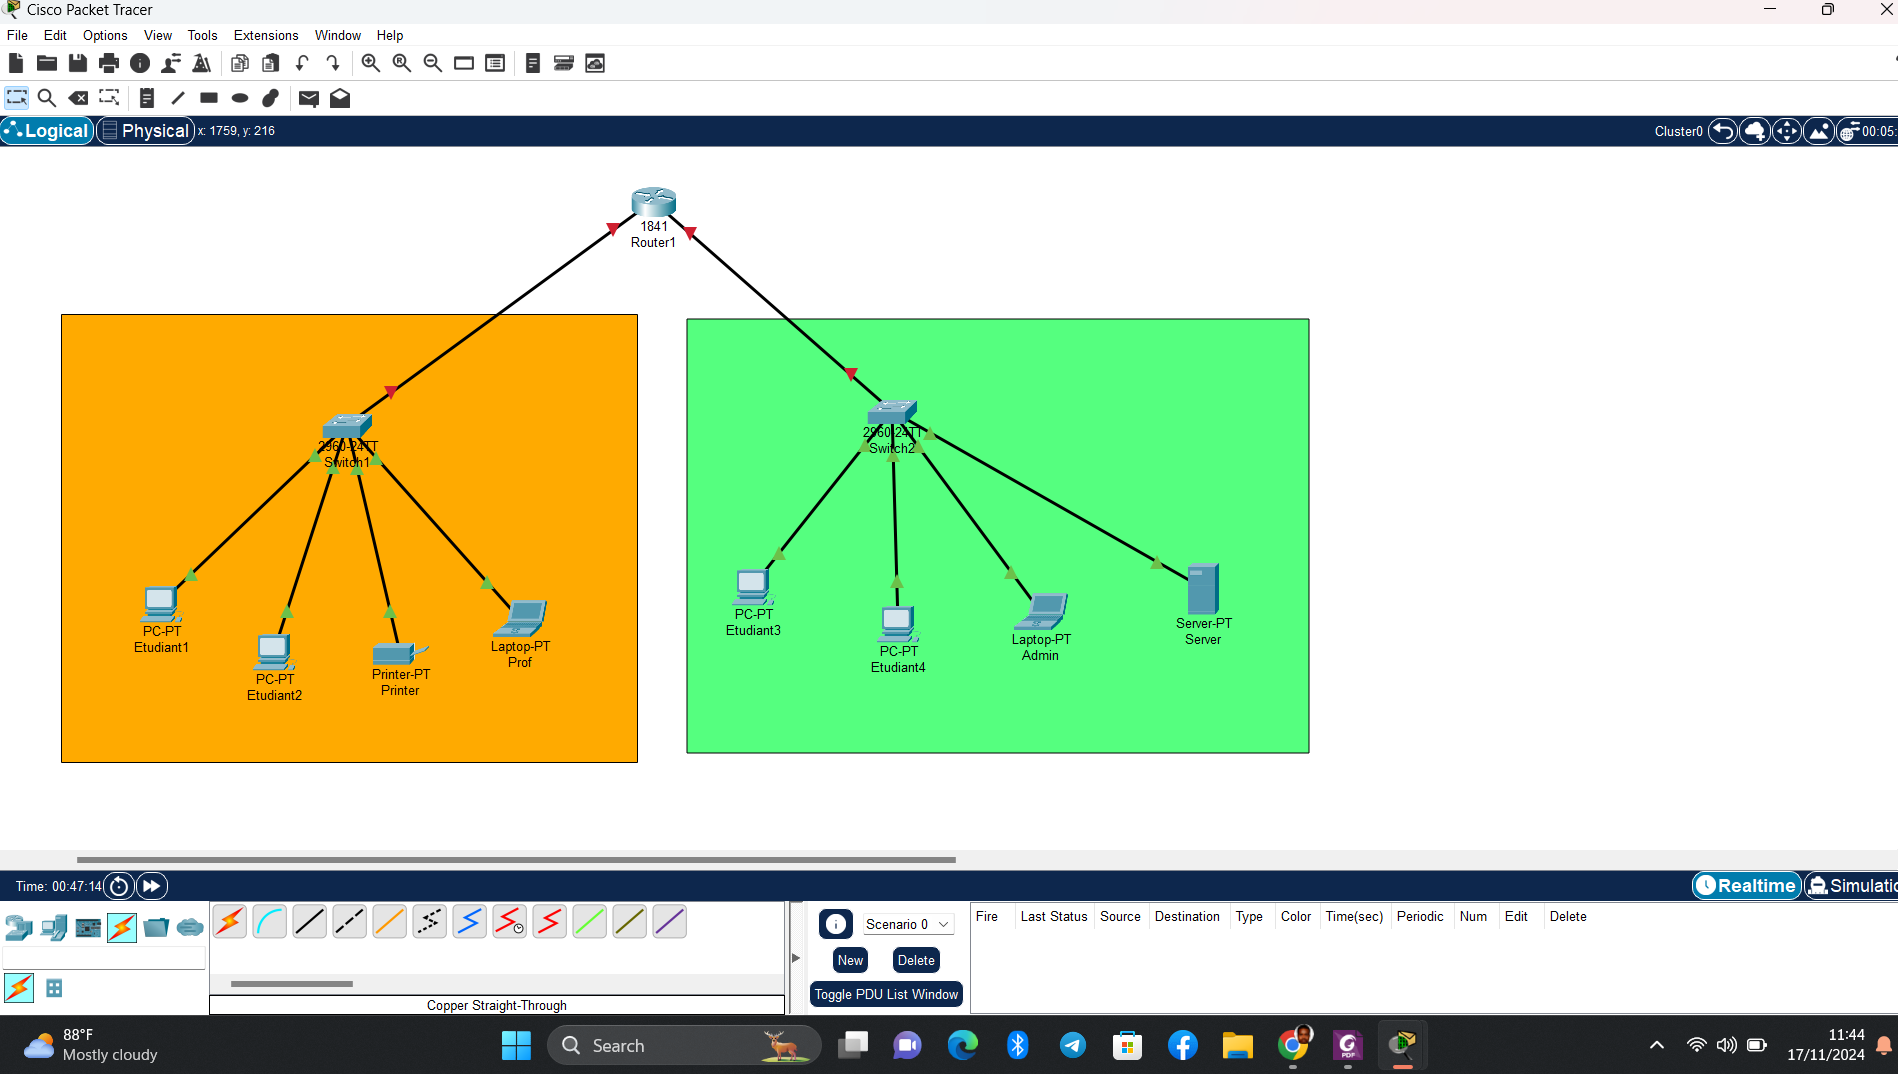 Cisco Packet Tracer
File Edit Options View Tools Extensions Window Help
Logical Physical x: 1759, y: 216 Cluster0 00:05:
1841
Router1
2960-24TT
Switch1
2960-24TT
Switch2
PC-PT
Etudiant1
PC-PT
Etudiant2
Printer-PT
Printer
Laptop-PT
Prof
PC-PT
Etudiant3
PC-PT
Etudiant4
Laptop-PT
Admin
Server-PT
Server
Time: 00:47:14 Realtime Simulatio
Scenario 0
New Delete
Toggle PDU List Window
Fire Last Status Source Destination Type Color Time(sec) Periodic Num Edit Delete
Copper Straight-Through
88°F
Mostly cloudy
Search
PDF
11:44
17/11/2024